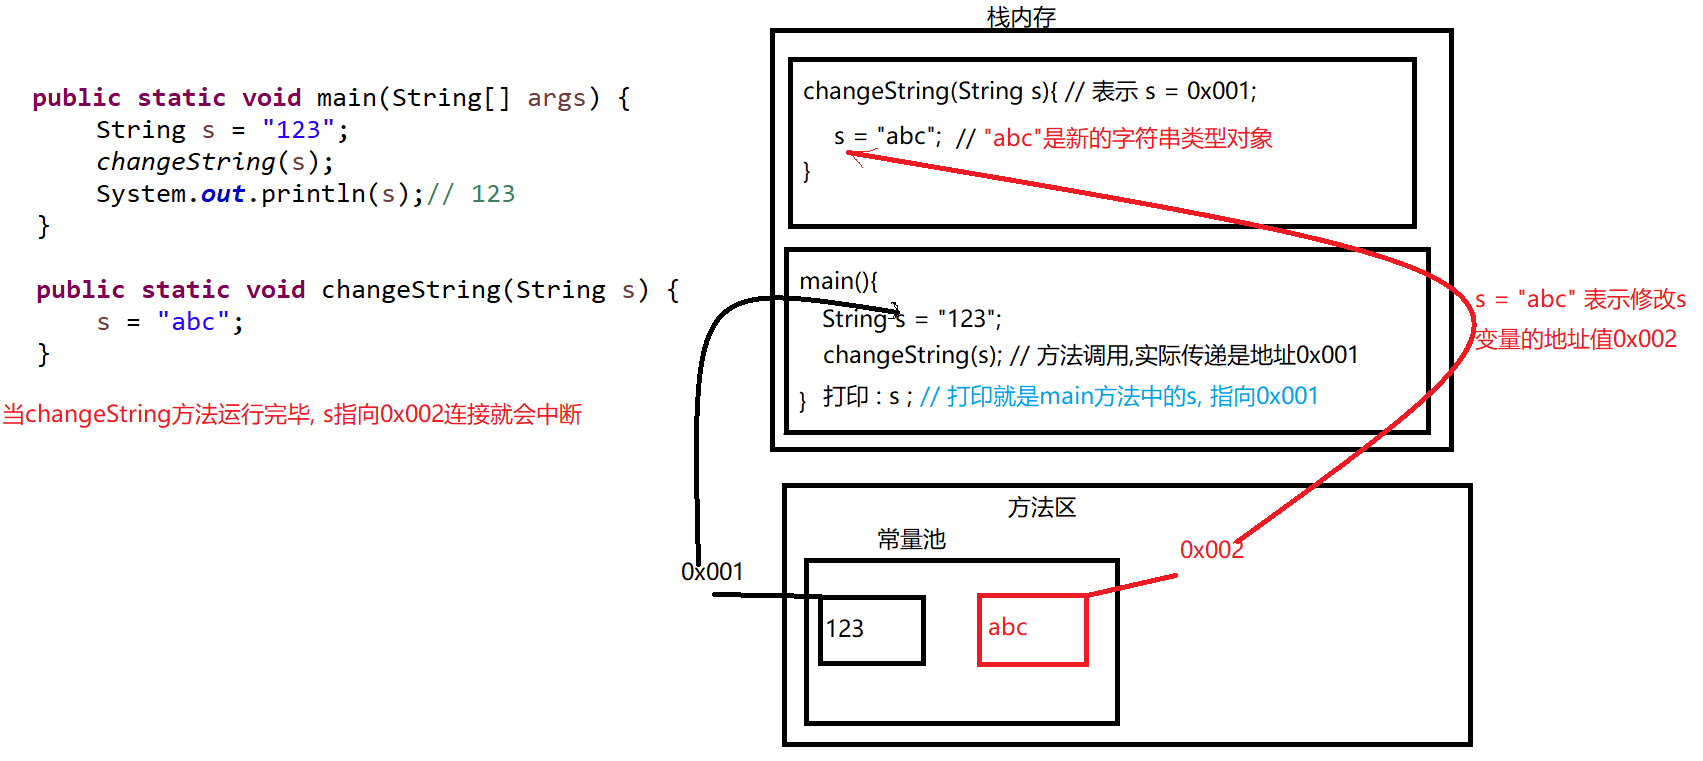 public static void main(String[] args) {
String s = "123";
changeString(s);
System.out.println(s);// 123
}
public static void changeString(String s) {
s = "abc";
}
当changeString方法运行完毕, s指向0x002连接就会中断
栈内存
changeString(String s){ // 表示 s = 0x001;
s = "abc"; // "abc"是新的字符串类型对象
}
main(){
String s = "123";
changeString(s); // 方法调用,实际传递是地址0x001
打印 : s ; // 打印就是main方法中的s, 指向0x001
}
s = "abc" 表示修改s
变量的地址值0x002
方法区
常量池
0x001
0x002
123
abc